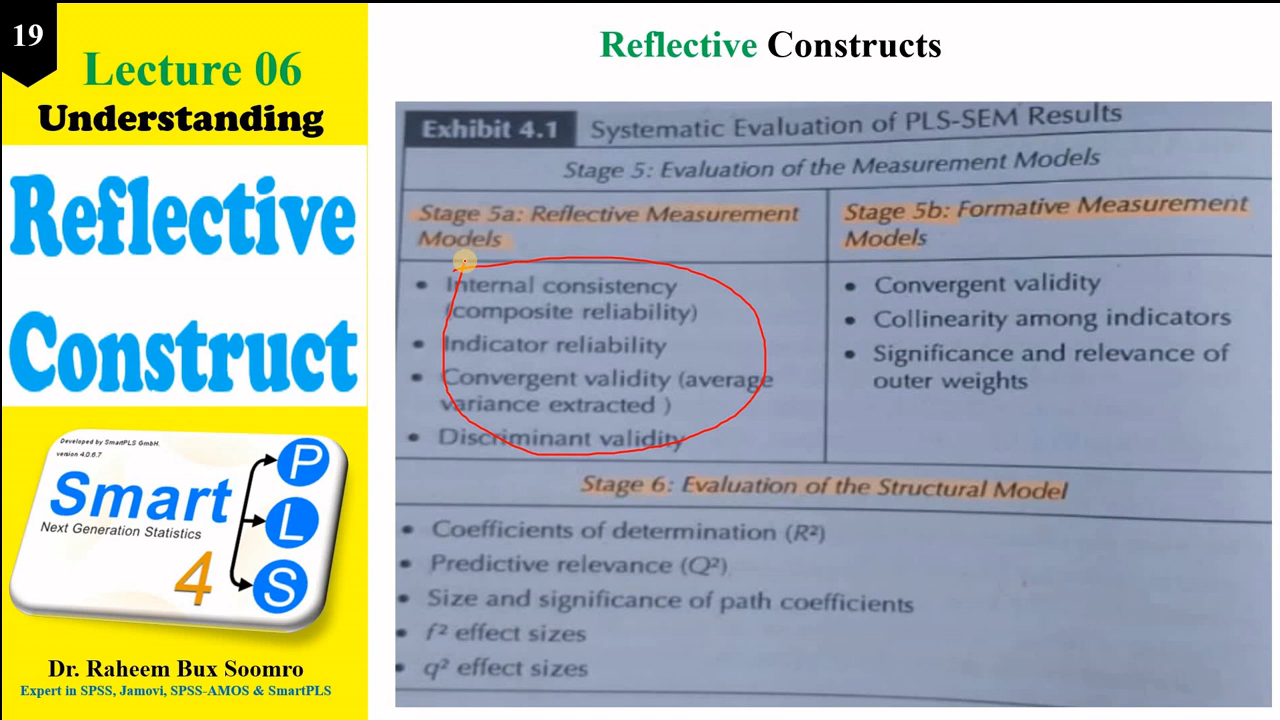 19
Lecture 06
Understanding
Reflective
Construct
Developed by SmartPLS GmbH.
version 4.0.6.7
Smart
Next Generation Statistics
4
P
L
S
Dr. Raheem Bux Soomro
Expert in SPSS, Jamovi, SPSS-AMOS & SmartPLS
Reflective Constructs
Exhibit 4.1 Systematic Evaluation of PLS-SEM Results
Stage 5: Evaluation of the Measurement Models
Stage 5a: Reflective Measurement
Models
• Internal consistency
(composite reliability)
• Indicator reliability
• Convergent validity (average
variance extracted )
• Discriminant validity
Stage 5b: Formative Measurement
Models
• Convergent validity
• Collinearity among indicators
• Significance and relevance of
outer weights
Stage 6: Evaluation of the Structural Model
• Coefficients of determination (R²)
• Predictive relevance (Q²)
• Size and significance of path coefficients
• f² effect sizes
• q² effect sizes